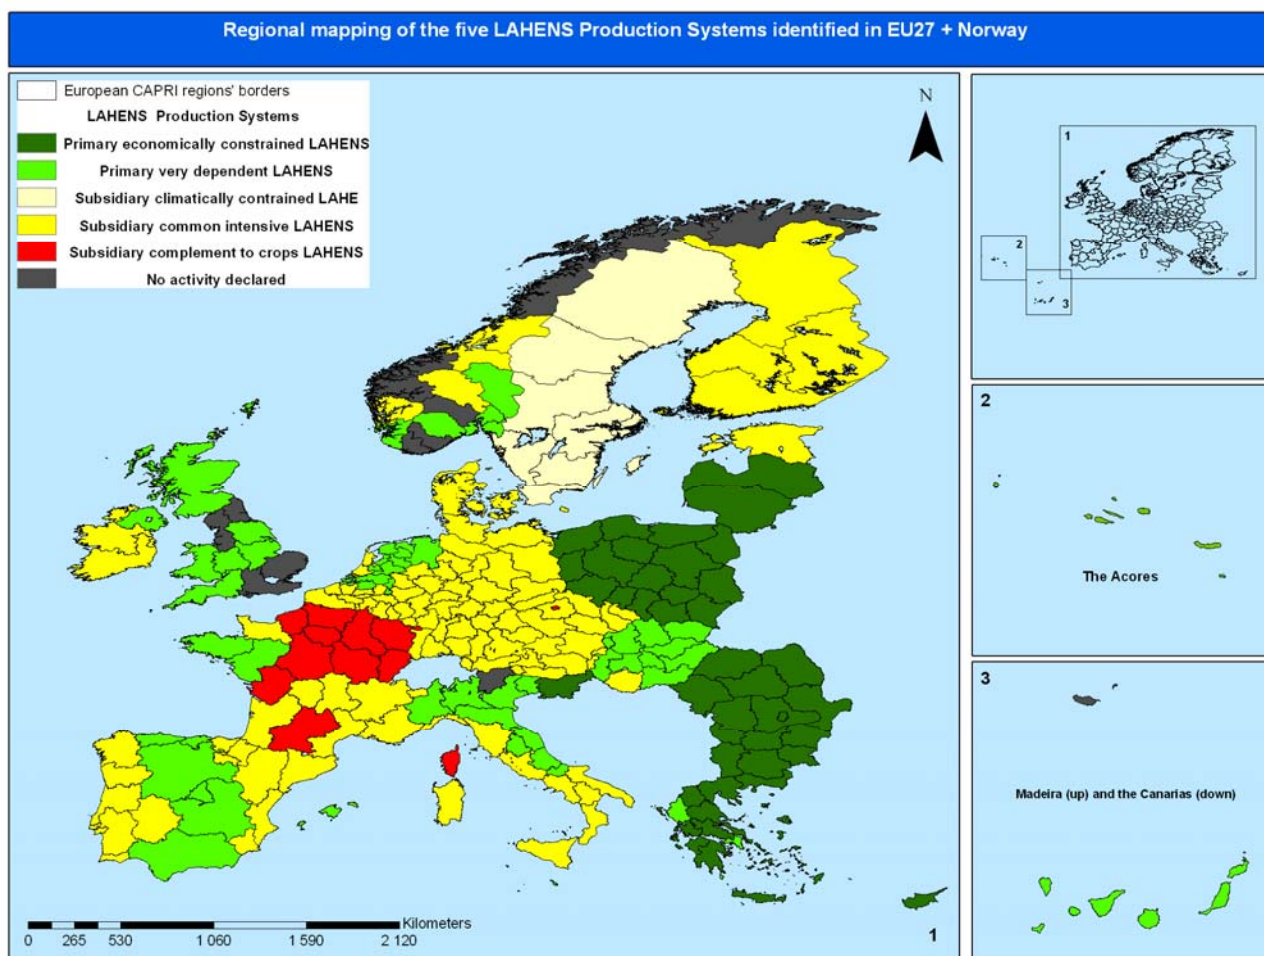 Regional mapping of the five LAHENS Production Systems identified in EU27 + Norway
European CAPRI regions' borders
LAHENS Production Systems
Primary economically constrained LAHENS
Primary very dependent LAHENS
Subsidiary climatically contrained LAHE
Subsidiary common intensive LAHENS
Subsidiary complement to crops LAHENS
No activity declared
N
Kilometers
0 265 530 1 060 1 590 2 120
1
1
2
3
2
The Acores
3
Madeira (up) and the Canarias (down)